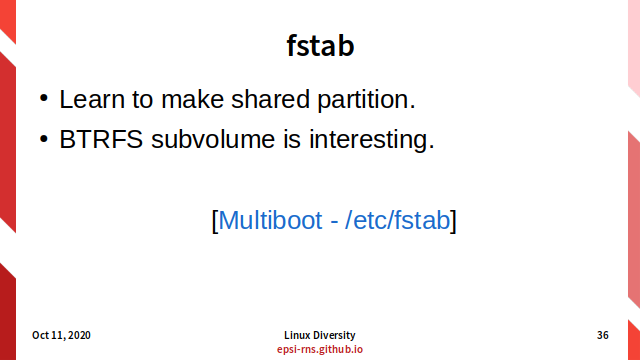 fstab
• Learn to make shared partition.
• BTRFS subvolume is interesting.
[Multiboot - /etc/fstab]
Oct 11, 2020
Linux Diversity
epsi-rns.github.io
36